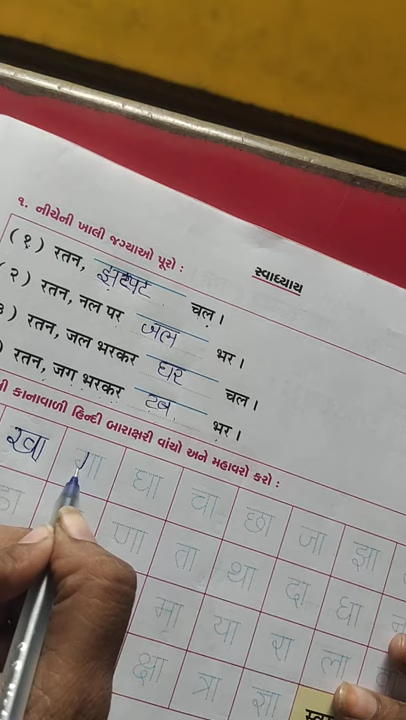 स्વાધ્યાય
૧. નીચેની ખાલી જગ્યાઓ પૂરો :
(१) रतन, झटपट चल।
२) रतन, नल पर जल भर।
) रतन, जल भरकर घर चल।
) रतन, जग भरकर टब भर।
કાનાવાળી હિન્દી બારાક્ષરી વાંચો અને મહાવરો કરો :
खा गा घा चा छा जा झा
णा ता था दा धा
मा या रा ला
क्षा त्रा ज्ञा